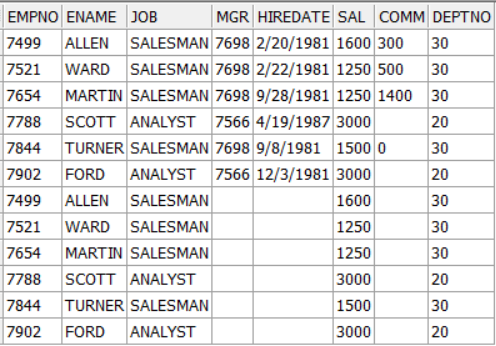 EMPNO ENAME JOB MGR HIREDATE SAL COMM DEPTNO
7499 ALLEN SALESMAN 7698 2/20/1981 1600 300 30
7521 WARD SALESMAN 7698 2/22/1981 1250 500 30
7654 MARTIN SALESMAN 7698 9/28/1981 1250 1400 30
7788 SCOTT ANALYST 7566 4/19/1987 3000 20
7844 TURNER SALESMAN 7698 9/8/1981 1500 0 30
7902 FORD ANALYST 7566 12/3/1981 3000 20
7499 ALLEN SALESMAN 1600 30
7521 WARD SALESMAN 1250 30
7654 MARTIN SALESMAN 1250 30
7788 SCOTT ANALYST 3000 20
7844 TURNER SALESMAN 1500 30
7902 FORD ANALYST 3000 20